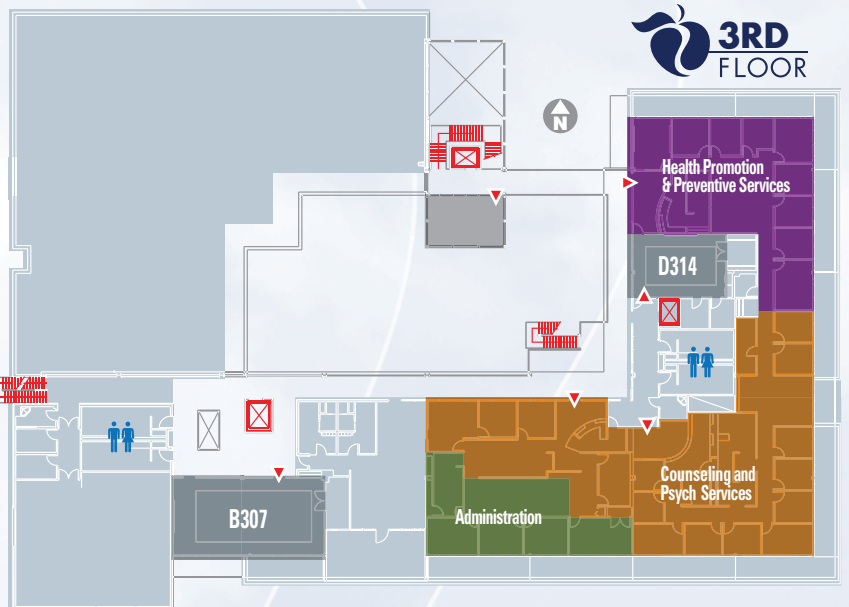 3RD
FLOOR
N
Health Promotion
& Preventive Services
D314
Counseling and
Psych Services
Administration
B307